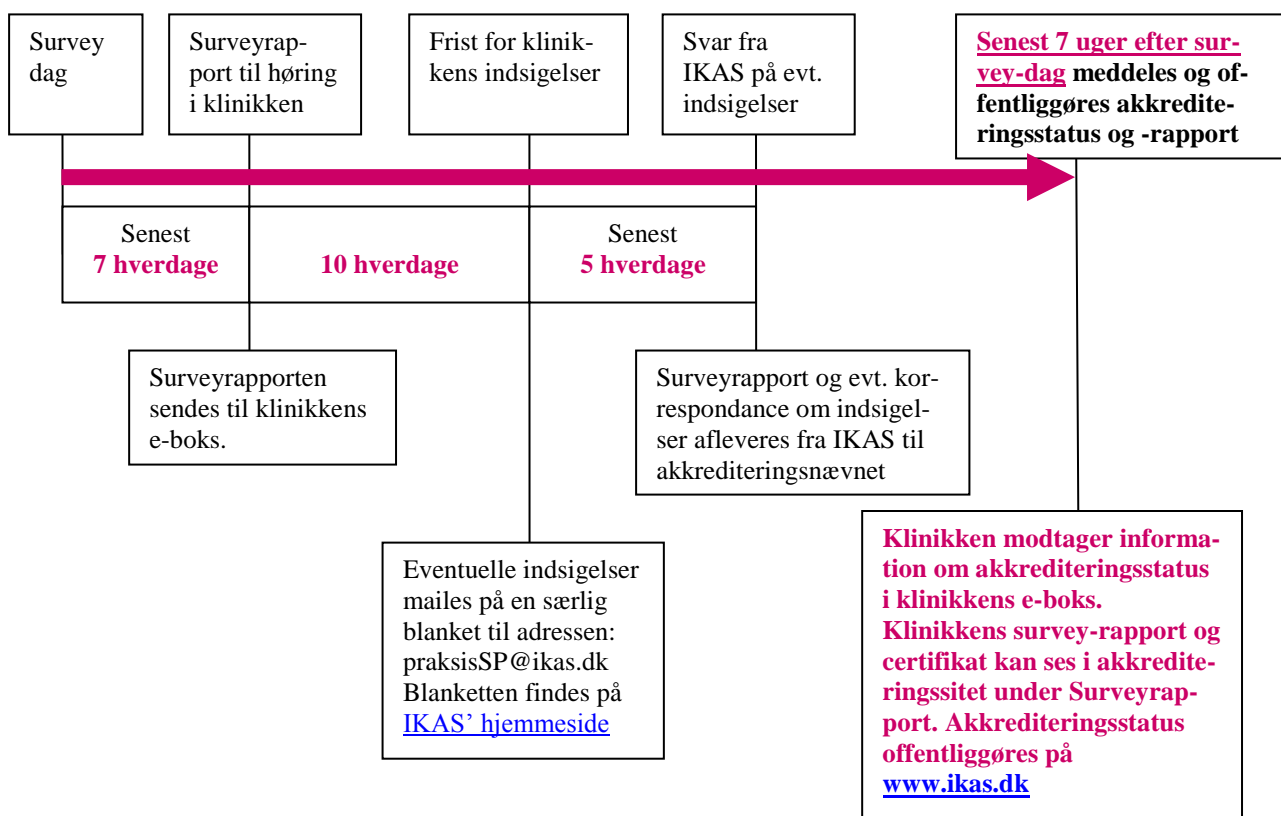 Survey
dag
Surveyrap-
port til høring
i klinikken
Frist for klinik-
kens indsigelser
Svar fra
IKAS på evt.
indsigelser
Senest 7 uger efter sur-
vey-dag meddeles og of-
fentliggøres akkredite-
ringsstatus og -rapport
Senest
7 hverdage
10 hverdage
Senest
5 hverdage
Surveyrapporten
sendes til klinikkens
e-boks.
Surveyrapport og evt. kor-
respondance om indsigel-
ser afleveres fra IKAS til
akkrediteringsnævnet
Eventuelle indsigelser
mailes på en særlig
blanket til adressen:
praksisSP@ikas.dk
Blanketten findes på
IKAS’ hjemmeside
Klinikken modtager informa-
tion om akkrediteringsstatus
i klinikkens e-boks.
Klinikkens survey-rapport og
certifikat kan ses i akkredite-
ringssitet under Surveyrap-
port. Akkrediteringsstatus
offentliggøres på
www.ikas.dk